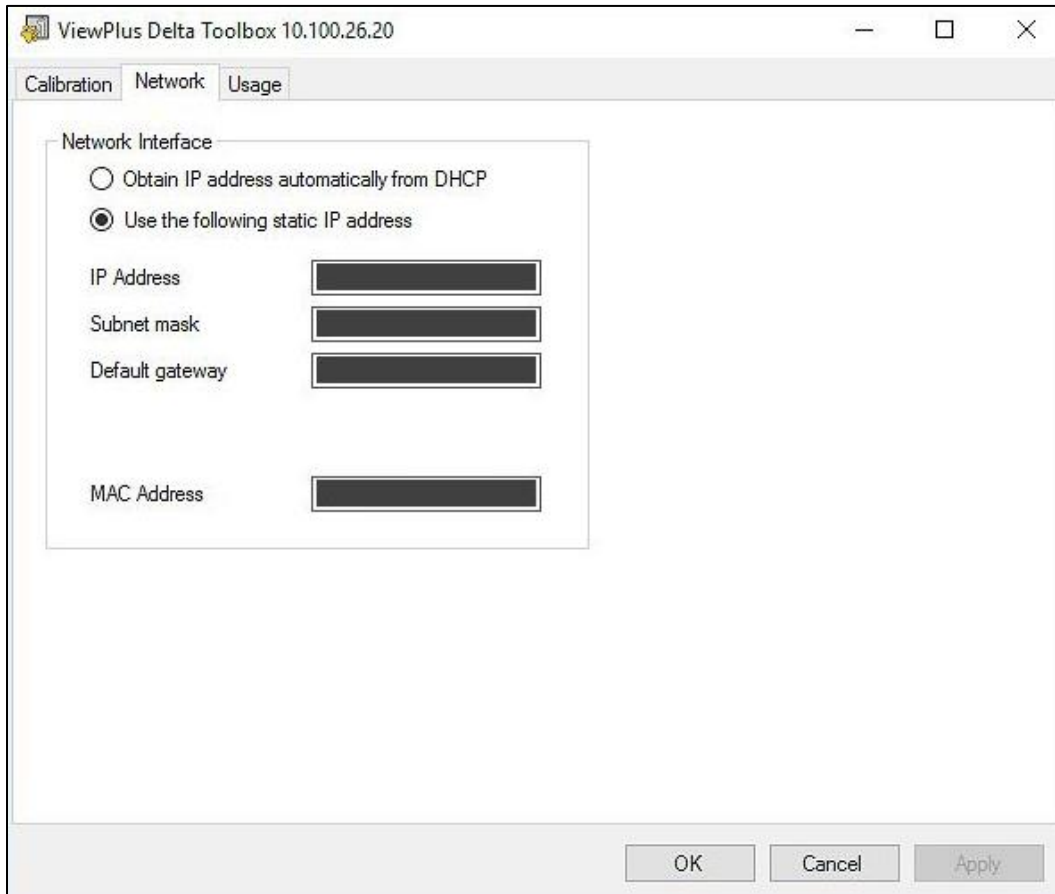 ViewPlus Delta Toolbox 10.100.26.20
Calibration Network Usage
Network Interface
Obtain IP address automatically from DHCP
Use the following static IP address
IP Address
Subnet mask
Default gateway
MAC Address
OK Cancel Apply